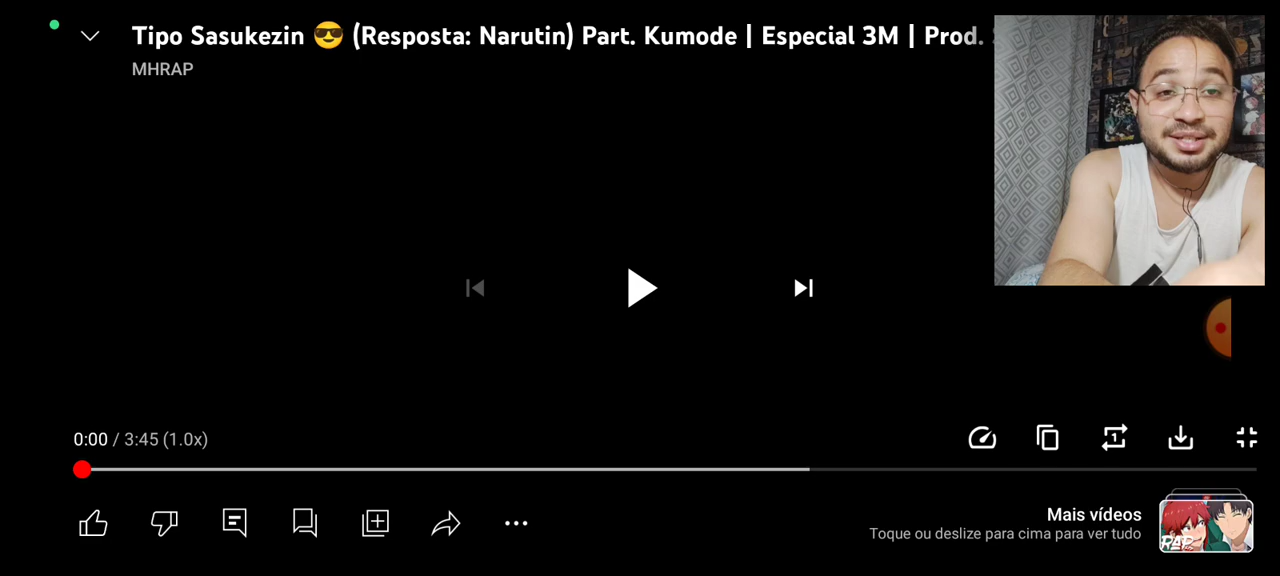 Tipo Sasukezin 😎 (Resposta: Narutin) Part. Kumode | Especial 3M | Prod.
MHRAP
0:00 / 3:45 (1.0x)
1
Mais vídeos
Toque ou deslize para cima para ver tudo
RAP